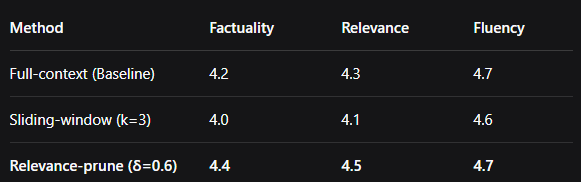 Method Factuality Relevance Fluency
Full-context (Baseline) 4.2 4.3 4.7
Sliding-window (k=3) 4.0 4.1 4.6
Relevance-prune (δ=0.6) 4.4 4.5 4.7